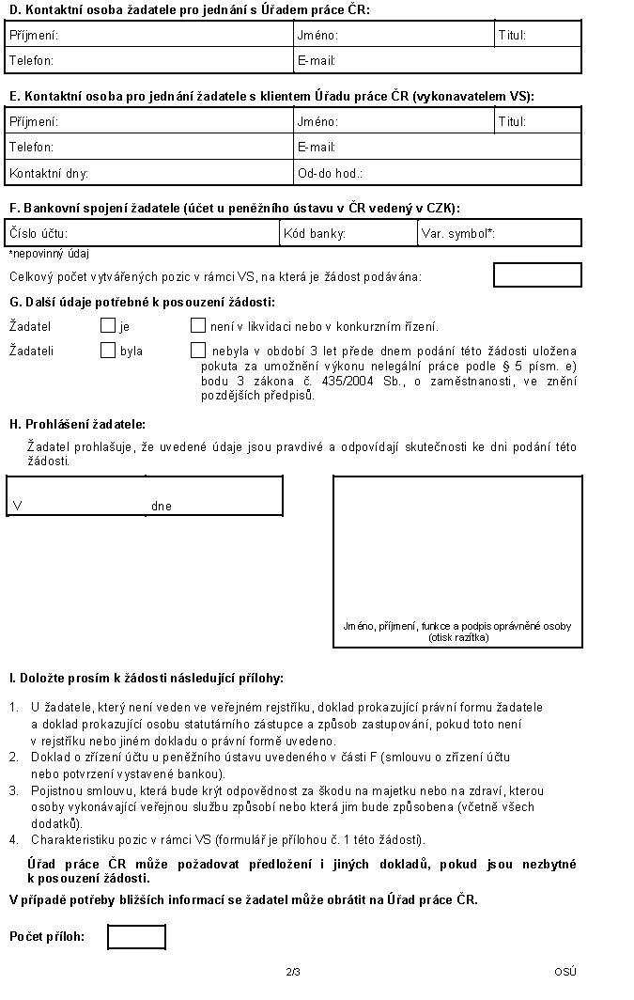 D. Kontaktní osoba žadatele pro jednání s Úřadem práce ČR:
Příjmení: Jméno: Titul:
Telefon: E-mail:
E. Kontaktní osoba pro jednání žadatele s klientem Úřadu práce ČR (vykonavatelem VS):
Příjmení: Jméno: Titul:
Telefon: E-mail:
Kontaktní dny: Od-do hod.:
F. Bankovní spojení žadatele (účet u peněžního ústavu v ČR vedený v CZK):
Číslo účtu: Kód banky: Var. symbol*:
*nepovinný údaj
Celkový počet vytvářených pozic v rámci VS, na která je žádost podávána:
G. Další údaje potřebné k posouzení žádosti:
Žadatel je není v likvidaci nebo v konkurzním řízení.
Žadateli byla nebyla v období 3 let přede dnem podání této žádosti uložena
pokuta za umožnění výkonu nelegální práce podle § 5 písm. e)
bodu 3 zákona č. 435/2004 Sb., o zaměstnanosti, ve znění
pozdějších předpisů.
H. Prohlášení žadatele:
Žadatel prohlašuje, že uvedené údaje jsou pravdivé a odpovídají skutečnosti ke dni podání této
žádosti.
V dne
Jméno, příjmení, funkce a podpis oprávněné osoby
(otisk razítka)
I. Doložte prosím k žádosti následující přílohy:
1. U žadatele, který není veden ve veřejném rejstříku, doklad prokazující právní formu žadatele
a doklad prokazující osobu statutárního zástupce a způsob zastupování, pokud toto není
v rejstříku nebo jiném dokladu o právní formě uvedeno.
2. Doklad o zřízení účtu u peněžního ústavu uvedeného v části F (smlouvu o zřízení účtu
nebo potvrzení vystavené bankou).
3. Pojistnou smlouvu, která bude krýt odpovědnost za škodu na majetku nebo na zdraví, kterou
osoby vykonávající veřejnou službu způsobí nebo která jim bude způsobena (včetně všech
dodatků).
4. Charakteristiku pozic v rámci VS (formulář je přílohou č. 1 této žádosti).
Úřad práce ČR může požadovat předložení i jiných dokladů, pokud jsou nezbytné
k posouzení žádosti.
V případě potřeby bližších informací se žadatel může obrátit na Úřad práce ČR.
Počet příloh:
2/3 OSÚ